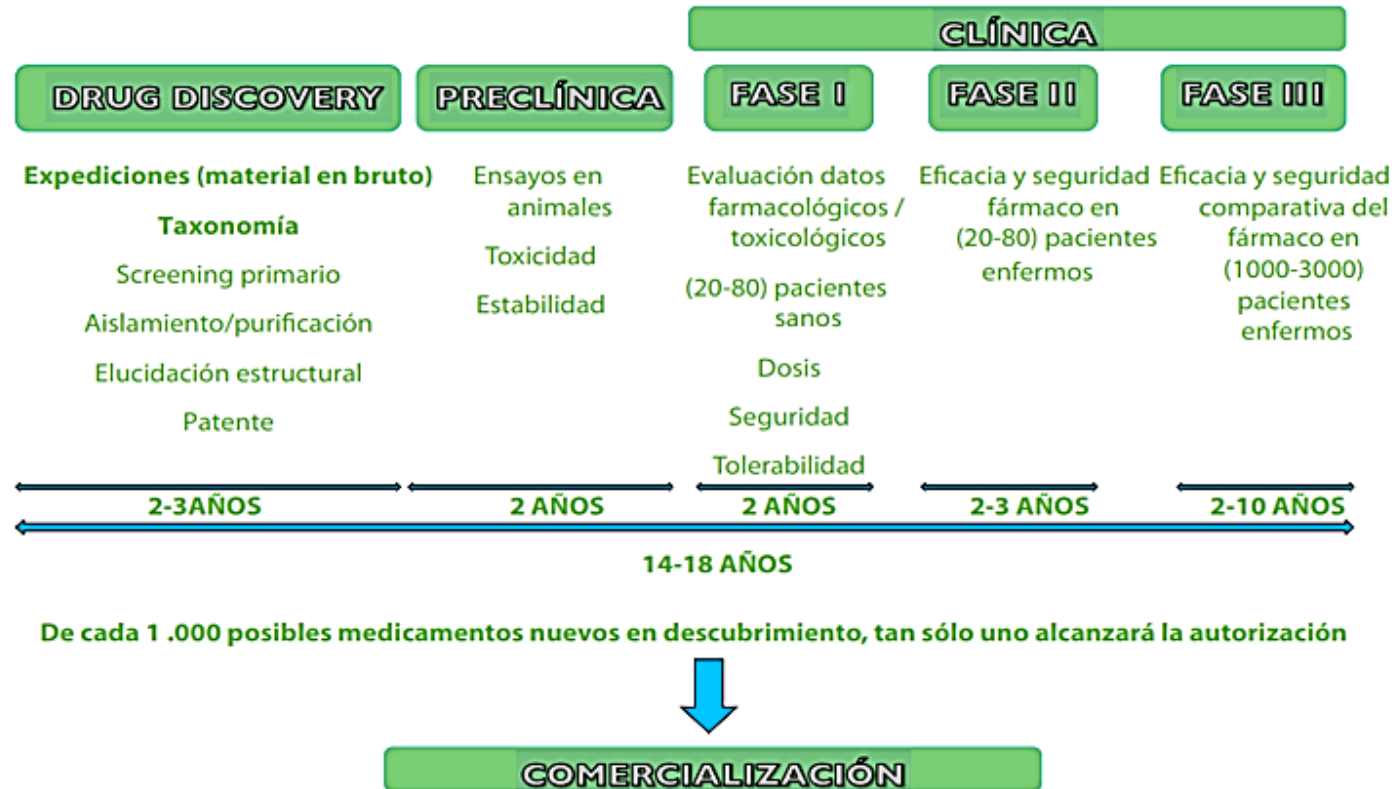 CLÍNICA
DRUG DISCOVERY
PRECLÍNICA
FASE I
FASE II
FASE III
Expediciones (material en bruto)
Taxonomía
Screening primario
Aislamiento/purificación
Elucidación estructural
Patente
Ensayos en
animales
Toxicidad
Estabilidad
Evaluación datos
farmacológicos /
toxicológicos
(20-80) pacientes
sanos
Dosis
Seguridad
Tolerabilidad
Eficacia y seguridad
fármaco en
(20-80) pacientes
enfermos
Eficacia y seguridad
comparativa del
fármaco en
(1000-3000)
pacientes
enfermos
2-3AÑOS
2 AÑOS
2 AÑOS
2-3 AÑOS
2-10 AÑOS
14-18 AÑOS
De cada 1 .000 posibles medicamentos nuevos en descubrimiento, tan sólo uno alcanzará la autorización
COMERCIALIZACIÓN